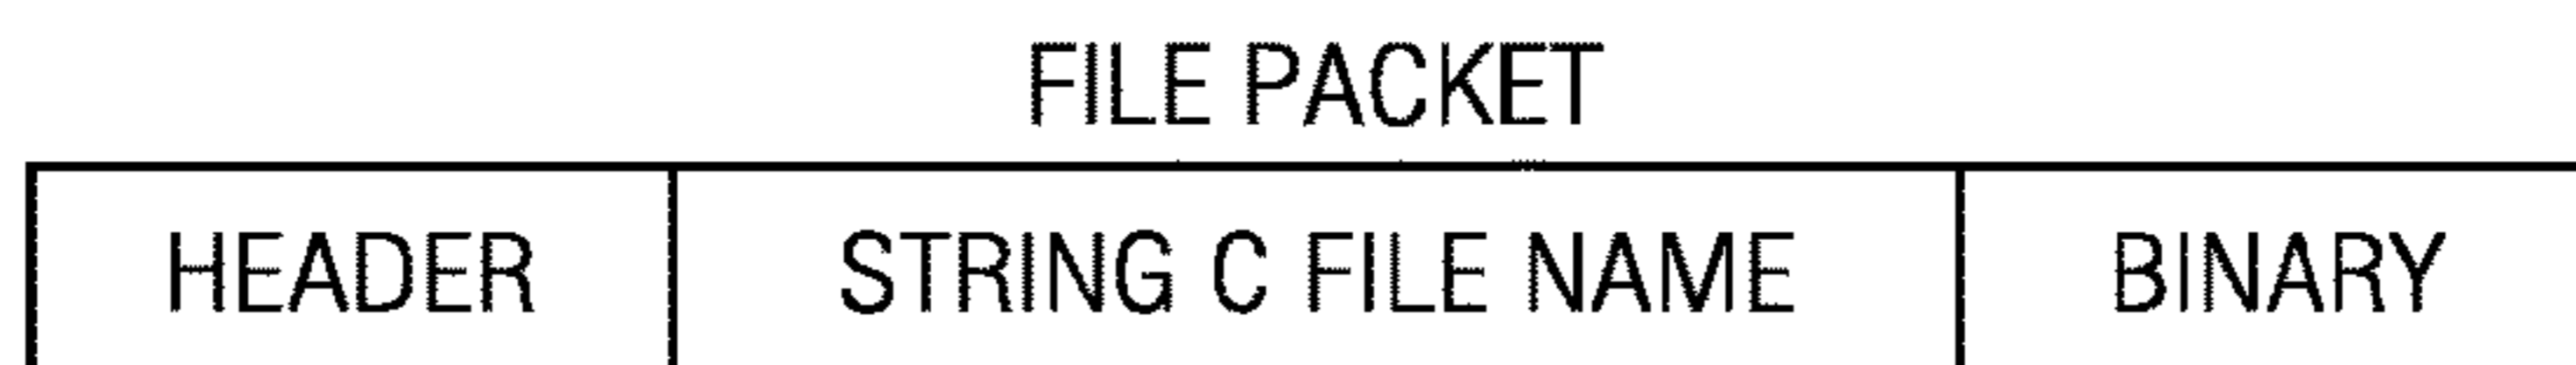 FILE PACKET
HEADER STRING C FILE NAME BINARY